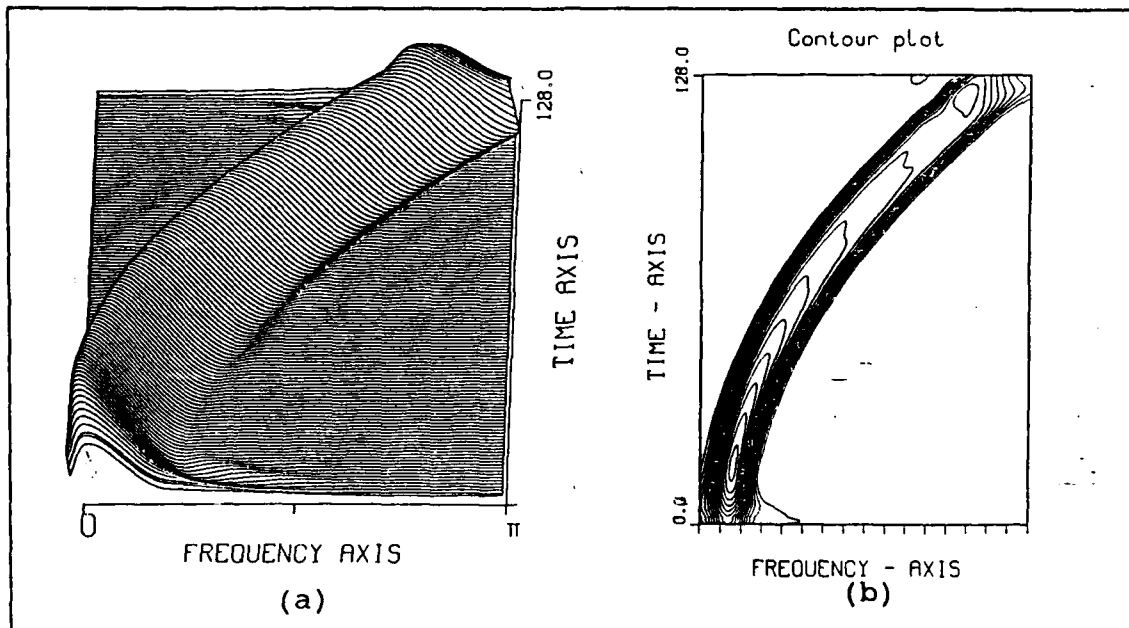 128.0
TIME AXIS
0
π
FREQUENCY AXIS
(a)
Contour plot
128.0
TIME - AXIS
0.0
FREQUENCY - AXIS
(b)